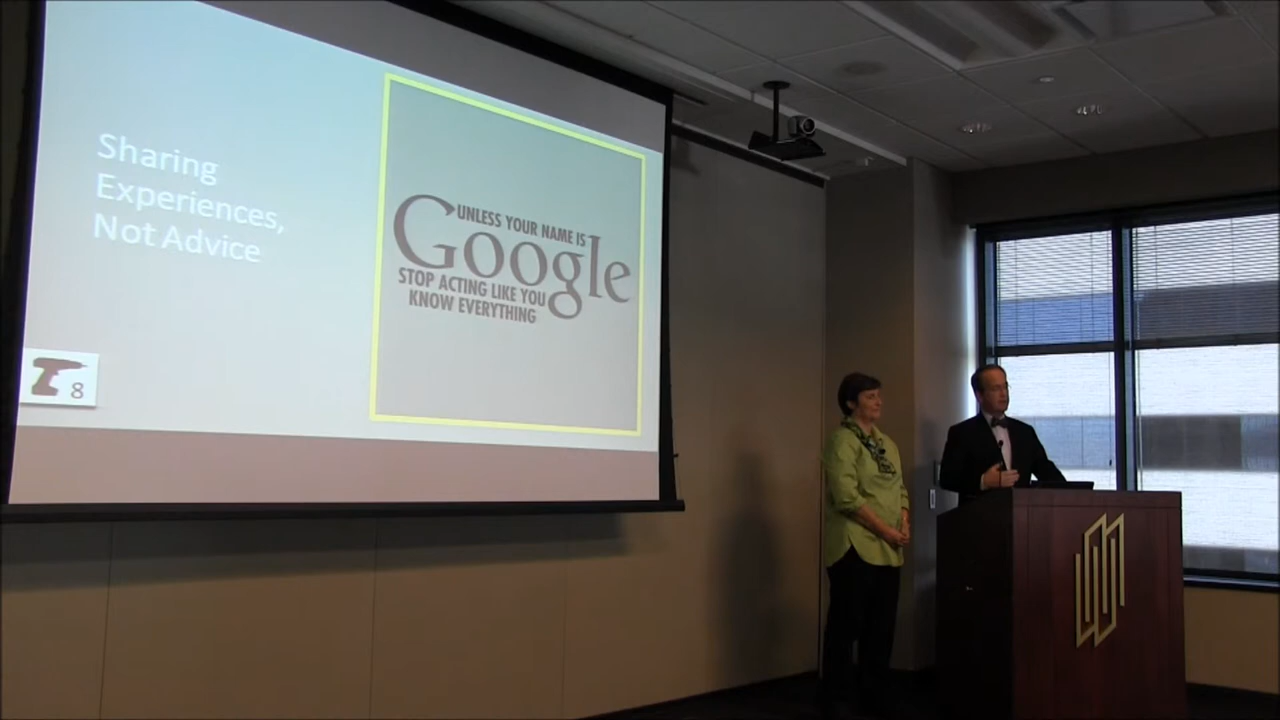 Sharing
Experiences,
Not Advice
UNLESS YOUR NAME IS
Google
STOP ACTING LIKE YOU
KNOW EVERYTHING
8